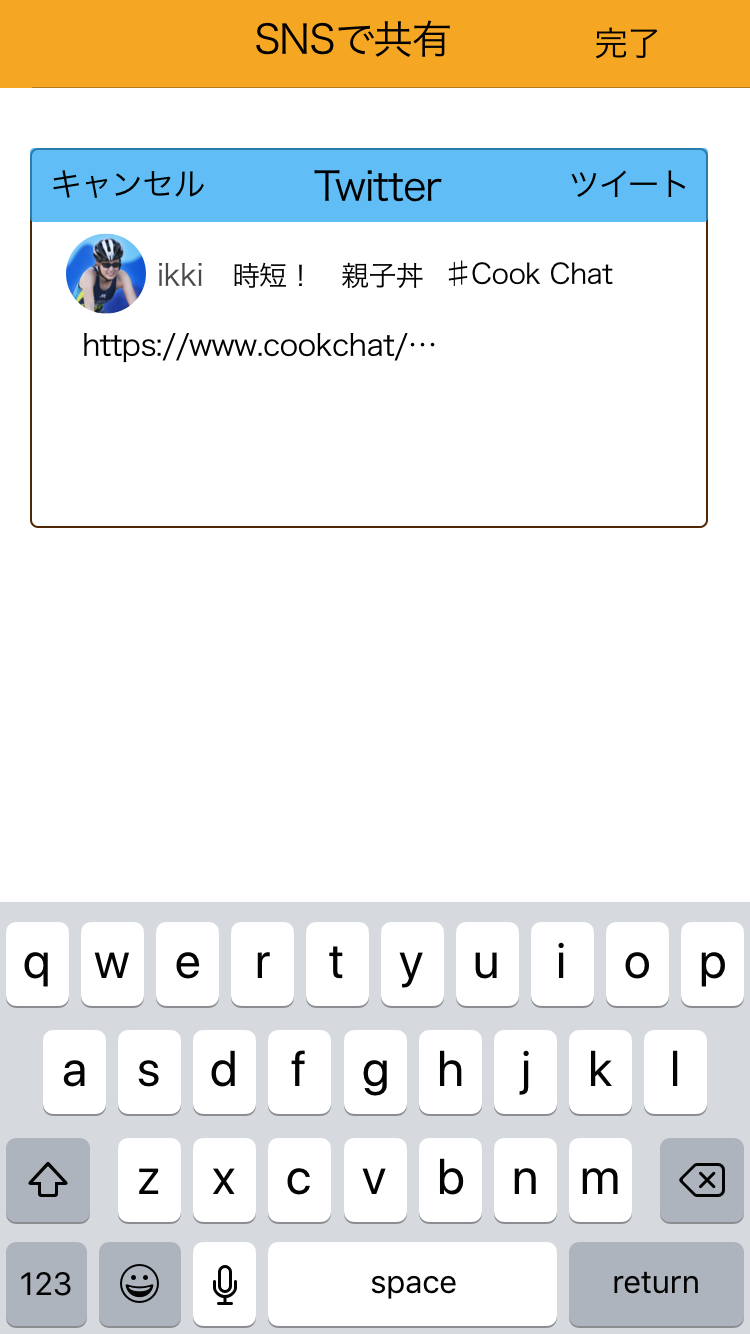 SNSで共有 完了
キャンセル Twitter ツイート
ikki 時短！ 親子丼 ♯Cook Chat
https://www.cookchat/…
q w e r t y u i o p
a s d f g h j k l
z x c v b n m
123 space return